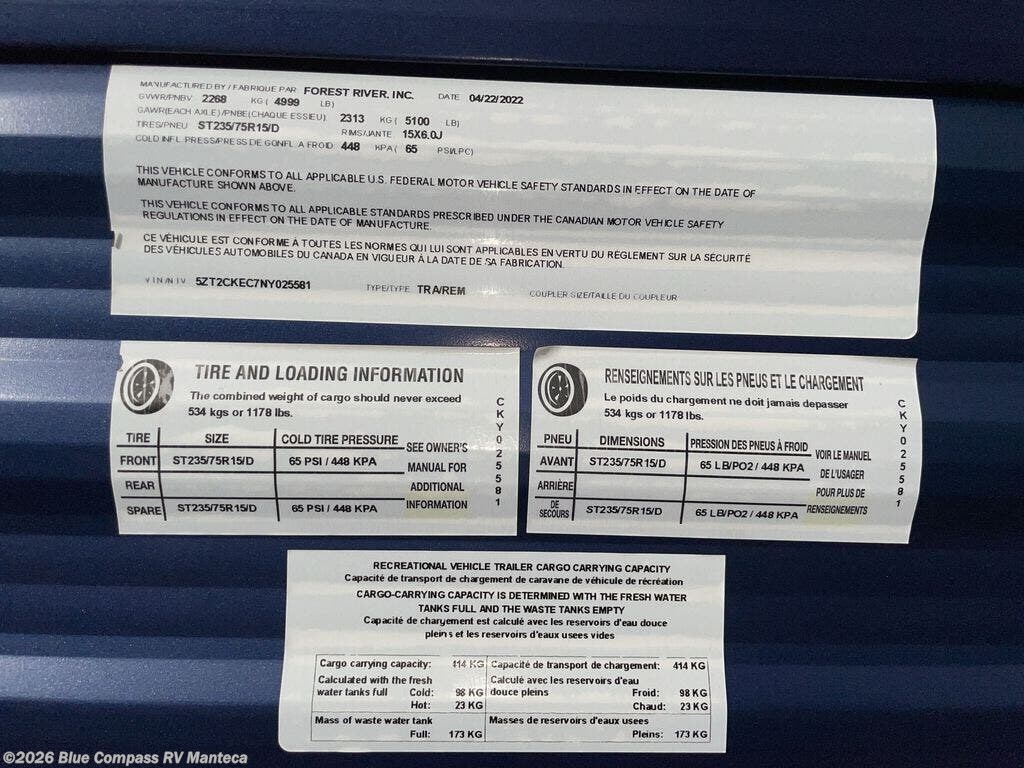 MANUFACTURED BY / FABRIQUE PAR FOREST RIVER, INC. DATE 04/22/2022
GVWR/PNBV 2268 KG ( 4999 LB)
GAWR(EACH AXLE) /PNBE(CHAQUE ESSIEU) 2313 KG ( 5100 LB)
TIRES/PNEU ST235/75R15/D RIMS/JANTE 15X6.0J
COLD INFL. PRESS/PRESS DE GONFL. A FROID 448 KPA( 65 PSI/LPC)
THIS VEHICLE CONFORMS TO ALL APPLICABLE U.S. FEDERAL MOTOR VEHICLE SAFETY STANDARDS IN EFFECT ON THE DATE OF
MANUFACTURE SHOWN ABOVE.
THIS VEHICLE CONFORMS TO ALL APPLICABLE STANDARDS PRESCRIBED UNDER THE CANADIAN MOTOR VEHICLE SAFETY
REGULATIONS IN EFFECT ON THE DATE OF MANUFACTURE.
CE VÉHICULE EST CONFORME À TOUTES LES NORMES QUI LUI SONT APPLICABLES EN VERTU DU RÈGLEMENT SUR LA SÉCURITÉ
DES VÉHICULES AUTOMOBILES DU CANADA EN VIGUEUR À LA DATE DE SA FABRICATION.
VIN/NIV 5ZT2CKEC7NY025581 TYPE/TYPE TRA/REM COUPLER SIZE/TAILLE DU COUPLEUR
TIRE AND LOADING INFORMATION
The combined weight of cargo should never exceed
534 kgs or 1178 lbs.
TIRE SIZE COLD TIRE PRESSURE SEE OWNER'S
FRONT ST235/75R15/D 65 PSI / 448 KPA MANUAL FOR
REAR ADDITIONAL
SPARE ST235/75R15/D 65 PSI / 448 KPA INFORMATION
CKY025581
RENSEIGNEMENTS SUR LES PNEUS ET LE CHARGEMENT
Le poids du chargement ne doit jamais depasser
534 kgs or 1178 lbs.
PNEU DIMENSIONS PRESSION DES PNEUS À FROID VOIR LE MANUEL
AVANT ST235/75R15/D 65 LB/PO2 / 448 KPA DE L'USAGER
ARRIÈRE POUR PLUS DE
DE SECOURS ST235/75R15/D 65 LB/PO2 / 448 KPA RENSEIGNEMENTS
CKY025581
RECREATIONAL VEHICLE TRAILER CARGO CARRYING CAPACITY
Capacité de transport de chargement de caravane de véhicule de récréation
CARGO-CARRYING CAPACITY IS DETERMINED WITH THE FRESH WATER
TANKS FULL AND THE WASTE TANKS EMPTY
Capacité de chargement est calculé avec les reservoirs d'eau douce
pleins et les reservoirs d'eaux usees vides
Cargo carrying capacity: 414 KG Capacité de transport de chargement: 414 KG
Calculated with the fresh Calculé avec les reservoirs d'eau
water tanks full Cold: 98 KG douce pleins Froid: 98 KG
Hot: 23 KG Chaud: 23 KG
Mass of waste water tank Masses de reservoirs d'eaux usees
Full: 173 KG Pleins: 173 KG
©2026 Blue Compass RV Manteca